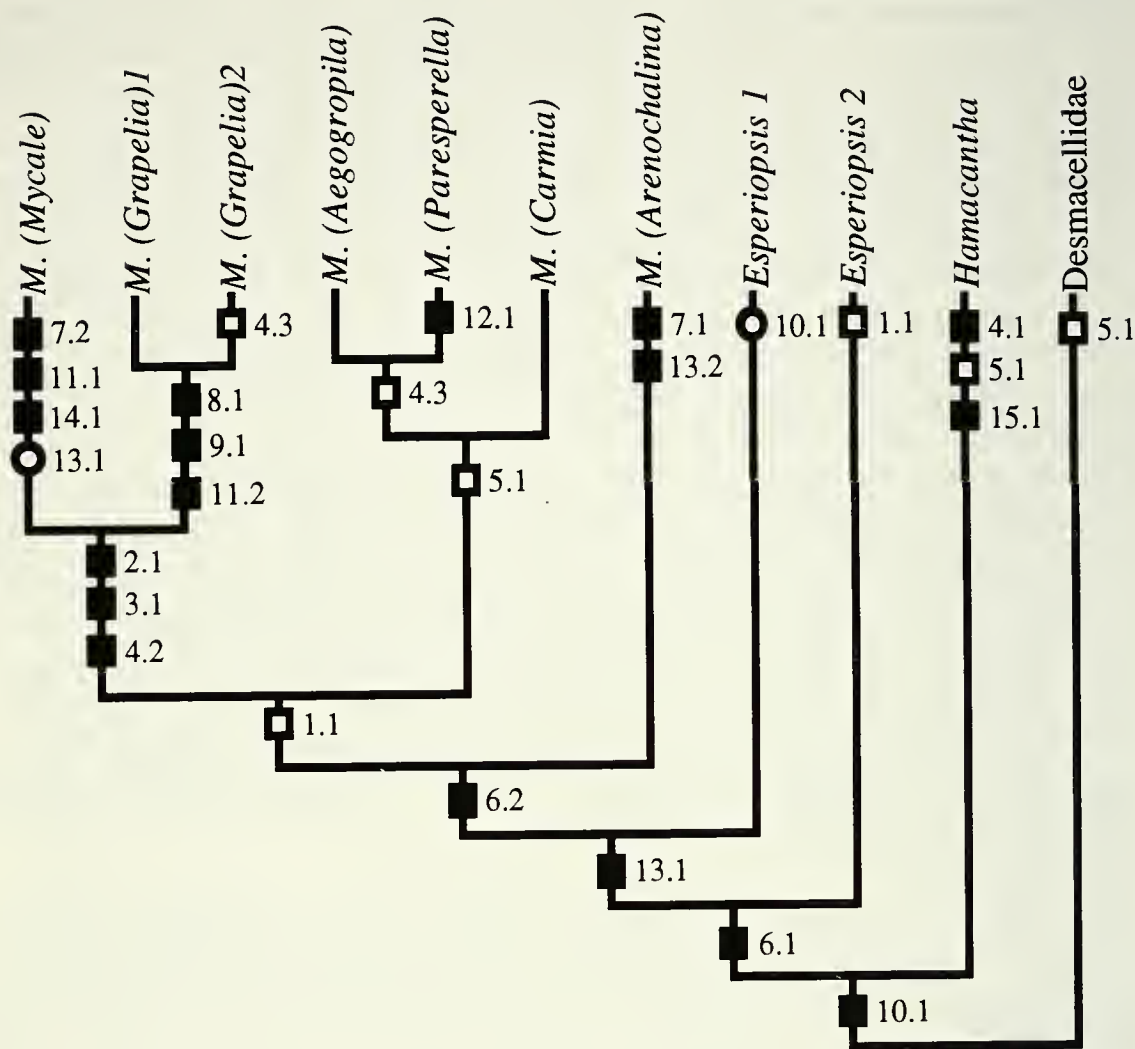 M. (Mycale)
M. (Grapelia)1
M. (Grapelia)2
M. (Aegogropila)
M. (Paresperella)
M. (Carmia)
M. (Arenochalina)
Esperiopsis 1
Esperiopsis 2
Hamacantha
Desmacellidae
7.2
11.1
14.1
13.1
4.3
8.1
9.1
11.2
12.1
4.3
5.1
7.1
13.2
10.1
1.1
4.1
5.1
15.1
5.1
2.1
3.1
4.2
1.1
6.2
13.1
6.1
10.1